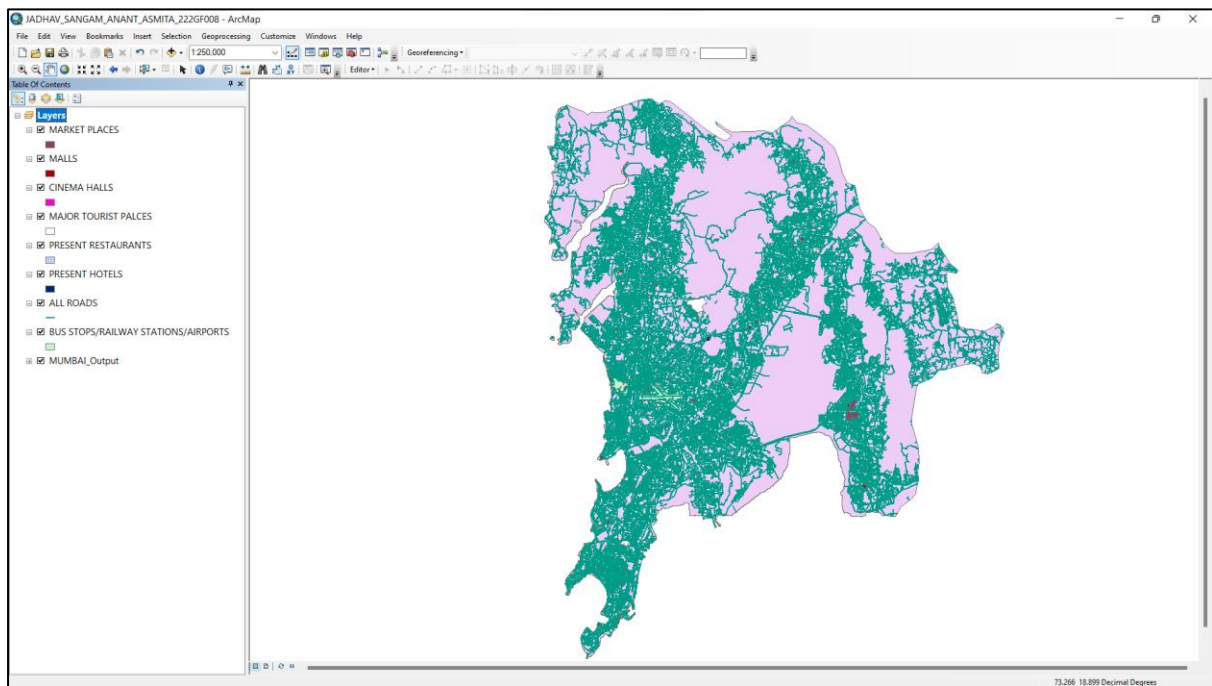 JADHAV_SANGAM_ANANT_ASMITA_222GF008 - ArcMap
File Edit View Bookmarks Insert Selection Geoprocessing Customize Windows Help
1:250,000 Georeferencing
Editor
Table Of Contents
Layers
MARKET PLACES
MALLS
CINEMA HALLS
MAJOR TOURIST PALCES
PRESENT RESTAURANTS
PRESENT HOTELS
ALL ROADS
BUS STOPS/RAILWAY STATIONS/AIRPORTS
MUMBAI_Output
73.266 18.899 Decimal Degrees